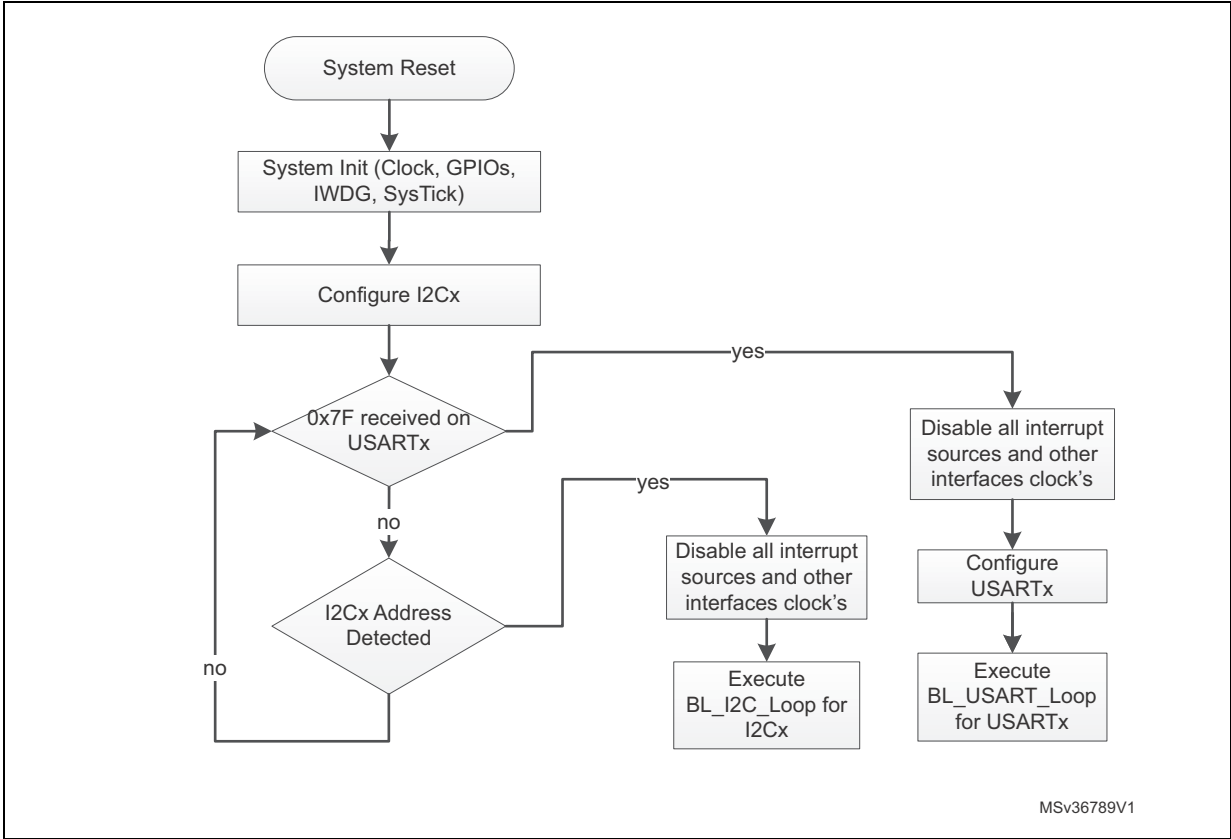 System Reset
System Init (Clock, GPIOs,
IWDG, SysTick)
Configure I2Cx
yes
0x7F received on
USARTx
Disable all interrupt
sources and other
interfaces clock’s
yes
no
Disable all interrupt
sources and other
interfaces clock’s
Configure
USARTx
I2Cx Address
Detected
no
Execute
BL_I2C_Loop for
I2Cx
Execute
BL_USART_Loop
for USARTx
MSv36789V1